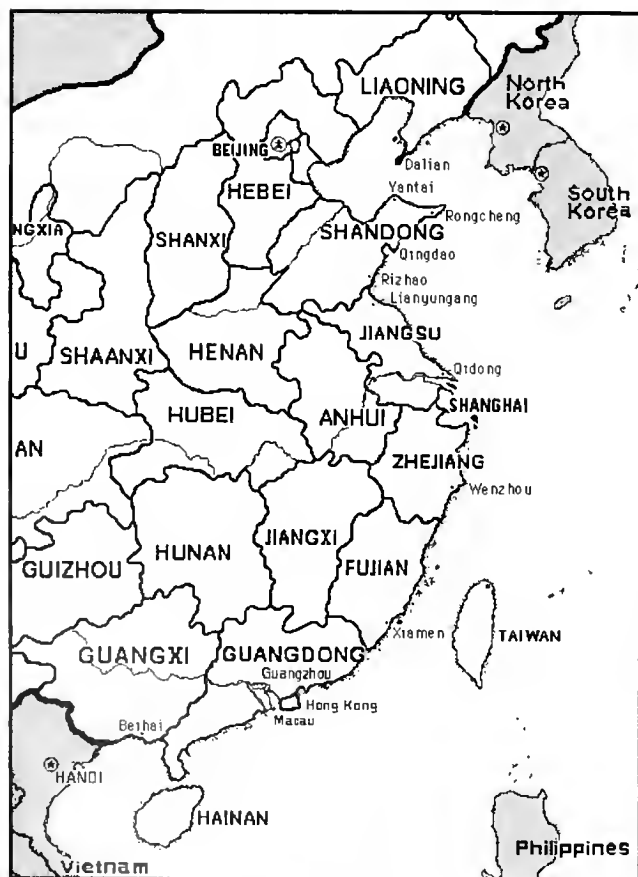 LIAONING
North
Korea
BEIJING
Dalian
HEBEI
Yantai
NGXIA
SHANXI
SHANDONG
Rongcheng
South
Korea
Qingdao
Rizhao
Lianyungang
JIANGSU
U
SHAANXI
HENAN
Qidong
HUBEI
ANHUI
SHANGHAI
AN
ZHEJIANG
Wenzhou
HUNAN
JIANGXI
GUIZHOU
FUJIAN
Xiamen
TAIWAN
GUANGXI
GUANGDONG
Guangzhou
Hong Kong
Macau
Beihai
HANOI
HAINAN
Philippines
Vietnam